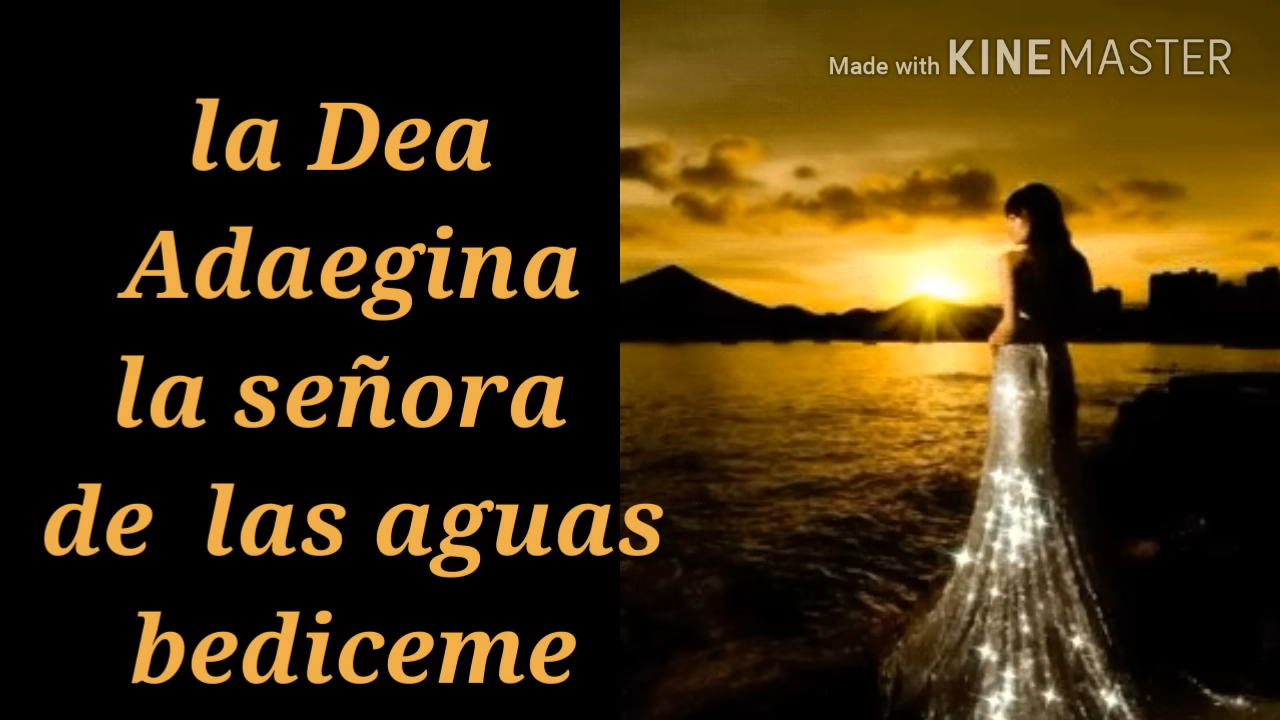 Made with KINEMASTER
la Dea
Adaegina
la señora
de las aguas
bediceme